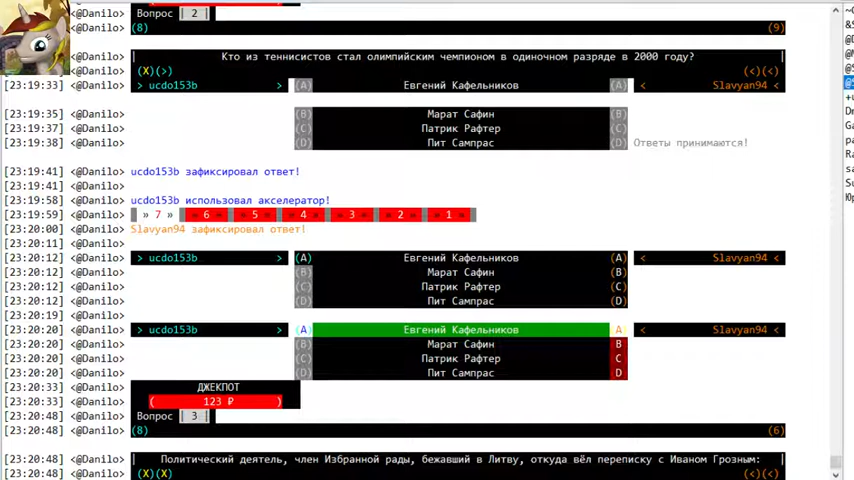 <@Danilo> Вопрос | 2 |
<@Danilo> (8) (9)
<@Danilo>
<@Danilo> | Кто из теннисистов стал олимпийским чемпионом в одиночном разряде в 2000 году? |
<@Danilo> (X)(>) (<)(<)
[23:19:33] <@Danilo> > ucdo153b > (A) Евгений Кафельников (A) < Slavyan94 <
[23:19:35] <@Danilo> (B) Марат Сафин (B)
[23:19:37] <@Danilo> (C) Патрик Рафтер (C)
[23:19:38] <@Danilo> (D) Пит Сампрас (D) Ответы принимаются!
[23:19:41] <@Danilo> ucdo153b зафиксировал ответ!
[23:19:41] <@Danilo>
[23:19:58] <@Danilo> ucdo153b использовал акселератор!
[23:19:59] <@Danilo> | » 7 » | « 6 « « 5 « « 4 « « 3 « « 2 « « 1 «
[23:20:00] <@Danilo> Slavyan94 зафиксировал ответ!
[23:20:11] <@Danilo>
[23:20:12] <@Danilo> > ucdo153b > (A) Евгений Кафельников (A) < Slavyan94 <
[23:20:12] <@Danilo> (B) Марат Сафин (B)
[23:20:12] <@Danilo> (C) Патрик Рафтер (C)
[23:20:12] <@Danilo> (D) Пит Сампрас (D)
[23:20:19] <@Danilo>
[23:20:20] <@Danilo> > ucdo153b > (A) Евгений Кафельников (A) < Slavyan94 <
[23:20:20] <@Danilo> (B) Марат Сафин B
[23:20:20] <@Danilo> (C) Патрик Рафтер C
[23:20:20] <@Danilo> (D) Пит Сампрас D
[23:20:33] <@Danilo> ДЖЕКПОТ
[23:20:33] <@Danilo> ( 123 ₽ )
[23:20:48] <@Danilo> Вопрос | 3 |
[23:20:48] <@Danilo> (8) (6)
[23:20:48] <@Danilo>
[23:20:48] <@Danilo> | Политический деятель, член Избранной рады, бежавший в Литву, откуда вёл переписку с Иваном Грозным: |
[23:20:48] <@Danilo> (X)(X) (<)(<)